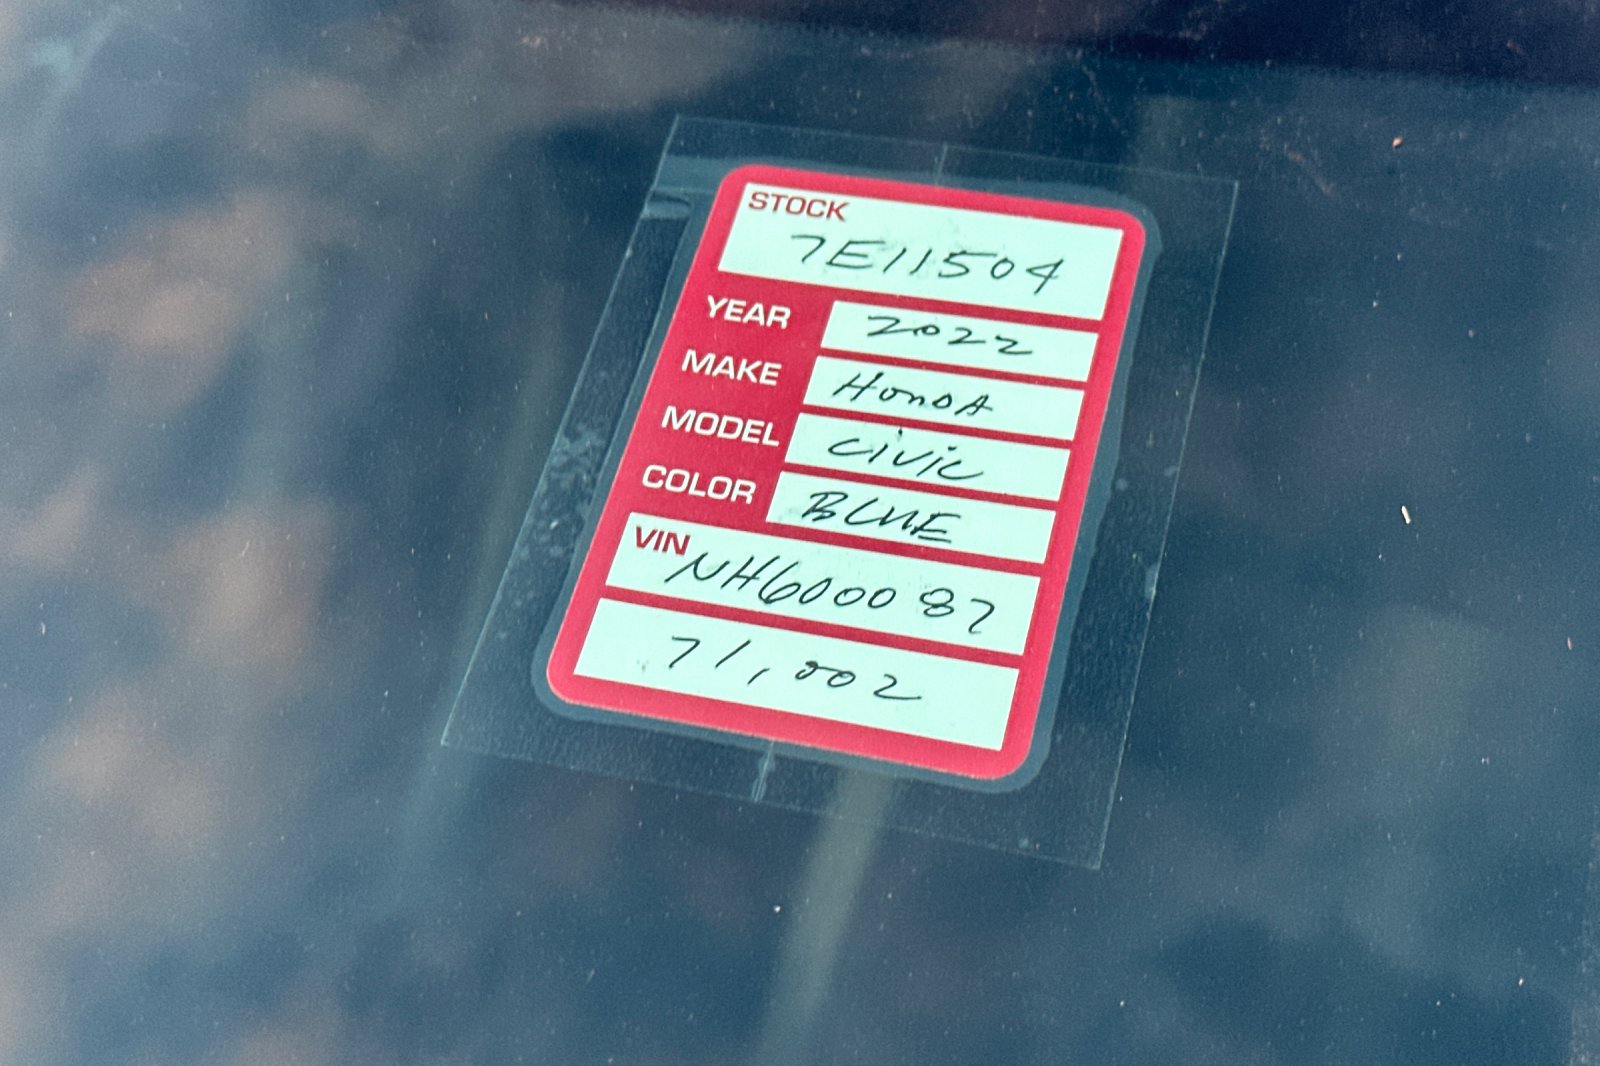 STOCK
7E11504
YEAR 2022
MAKE HONDA
MODEL CIVIC
COLOR BLUE
VIN NH600087
71,002